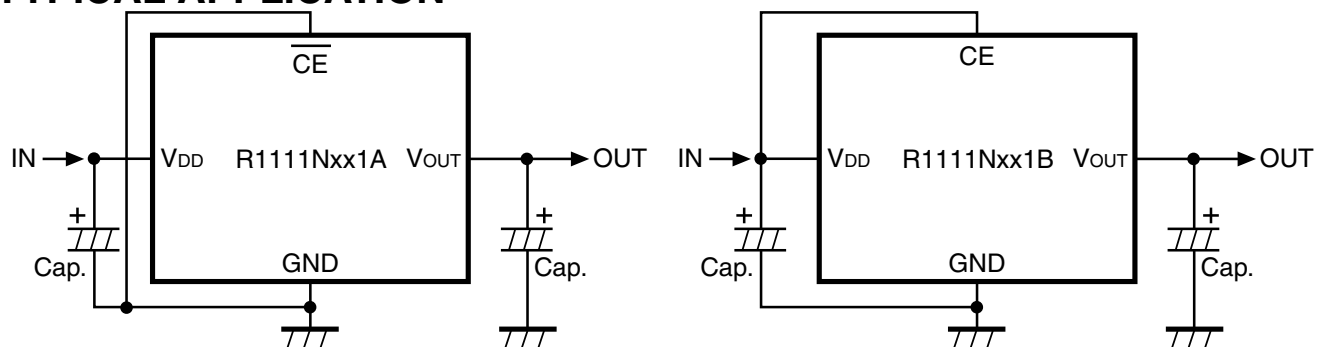 TYPICAL APPLICATION
CE
IN VDD R1111Nxx1A VOUT OUT
+ +
Cap. Cap.
GND
CE
IN VDD R1111Nxx1B VOUT OUT
+ +
Cap. Cap.
GND